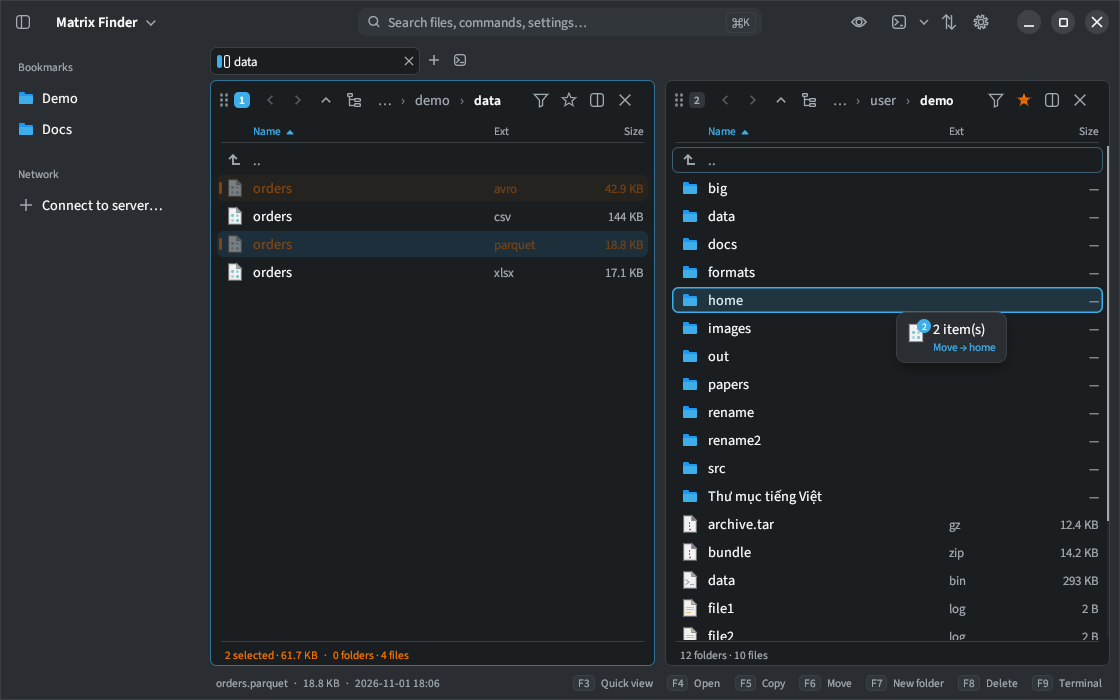 Matrix Finder
Search files, commands, settings… ⌘K
Bookmarks
Demo
Docs
Network
Connect to server…
data
1 … › demo › data
Name Ext Size
..
orders avro 42.9 KB
orders csv 144 KB
orders parquet 18.8 KB
orders xlsx 17.1 KB
2 selected · 61.7 KB · 0 folders · 4 files
2 … › user › demo
Name Ext Size
..
big —
data —
docs —
formats —
home —
images —
out —
papers —
rename —
rename2 —
src —
Thư mục tiếng Việt —
archive.tar gz 12.4 KB
bundle zip 14.2 KB
data bin 293 KB
file1 log 2 B
file2 log 2 B
12 folders · 10 files
2 2 item(s)
Move → home
orders.parquet · 18.8 KB · 2026-11-01 18:06
F3 Quick view F4 Open F5 Copy F6 Move F7 New folder F8 Delete F9 Terminal